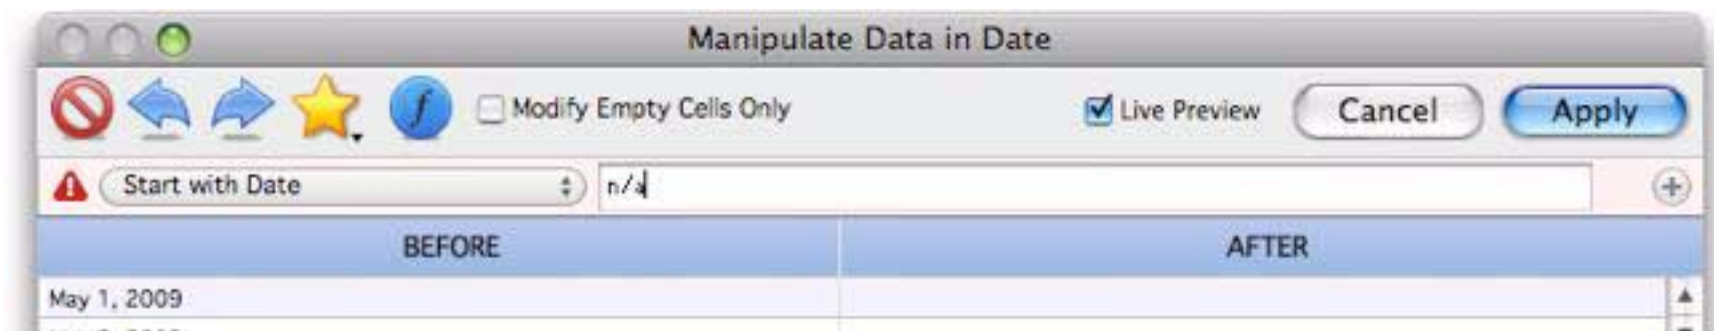 Manipulate Data in Date
f Modify Empty Cells Only Live Preview Cancel Apply
Start with Date n/a
BEFORE AFTER
May 1, 2009